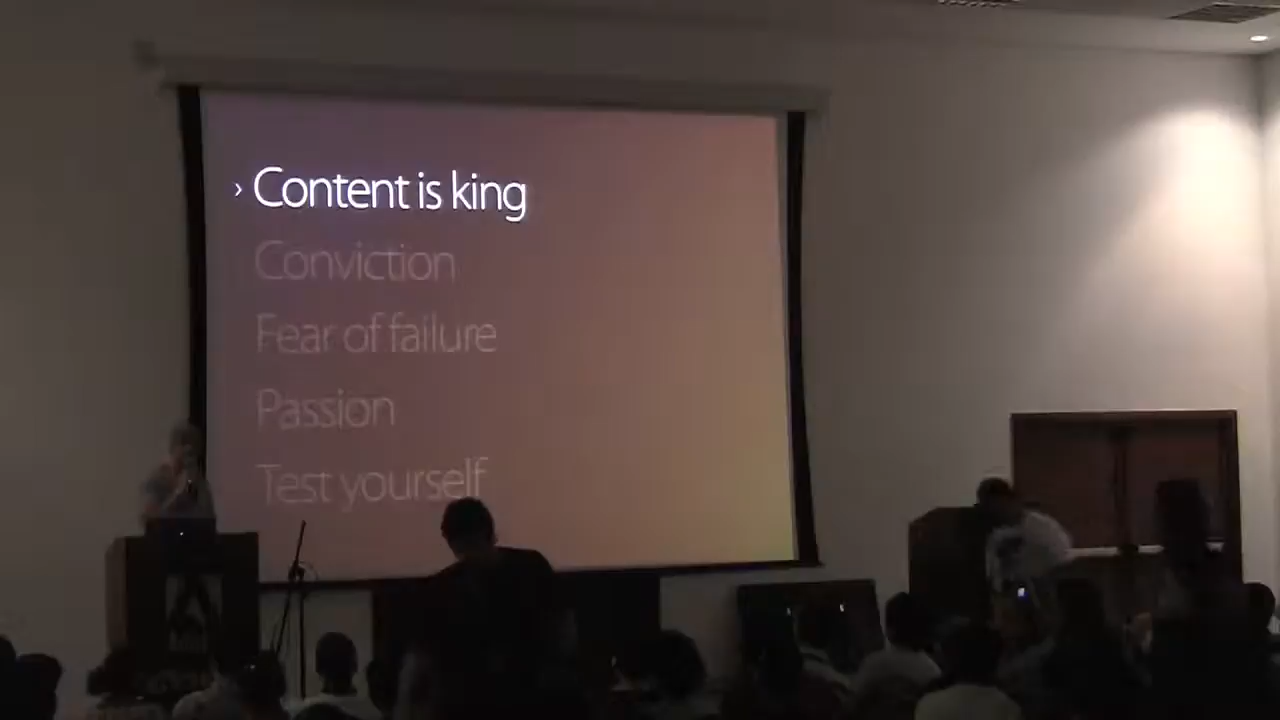 › Content is king
Conviction
Fear of failure
Passion
Test yourself